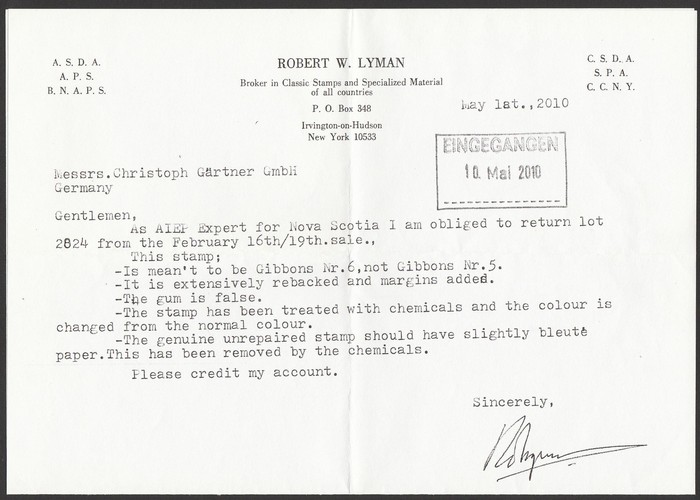 A. S. D. A.
A. P. S.
B. N. A. P. S.
ROBERT W. LYMAN
Broker in Classic Stamps and Specialized Material
of all countries
P. O. Box 348
Irvington-on-Hudson
New York 10533
C. S. D. A.
S. P. A.
C. C. N. Y.
May 1st.,2010
EINGEGANGEN
10. Mai 2010
Messrs.Christoph Gärtner GmbH
Germany
Gentlemen,
As AIEP Expert for Nova Scotia I am obliged to return lot
2824 from the February 16th/19th.sale.,
This stamp;
-Is mean't to be Gibbons Nr.6,not Gibbons Nr.5.
-It is extensively rebacked and margins added.
-The gum is false.
-The stamp has been treated with chemicals and the colour is
changed from the normal colour.
-The genuine unrepaired stamp should have slightly bleuté
paper.This has been removed by the chemicals.
Please credit my account.
Sincerely,